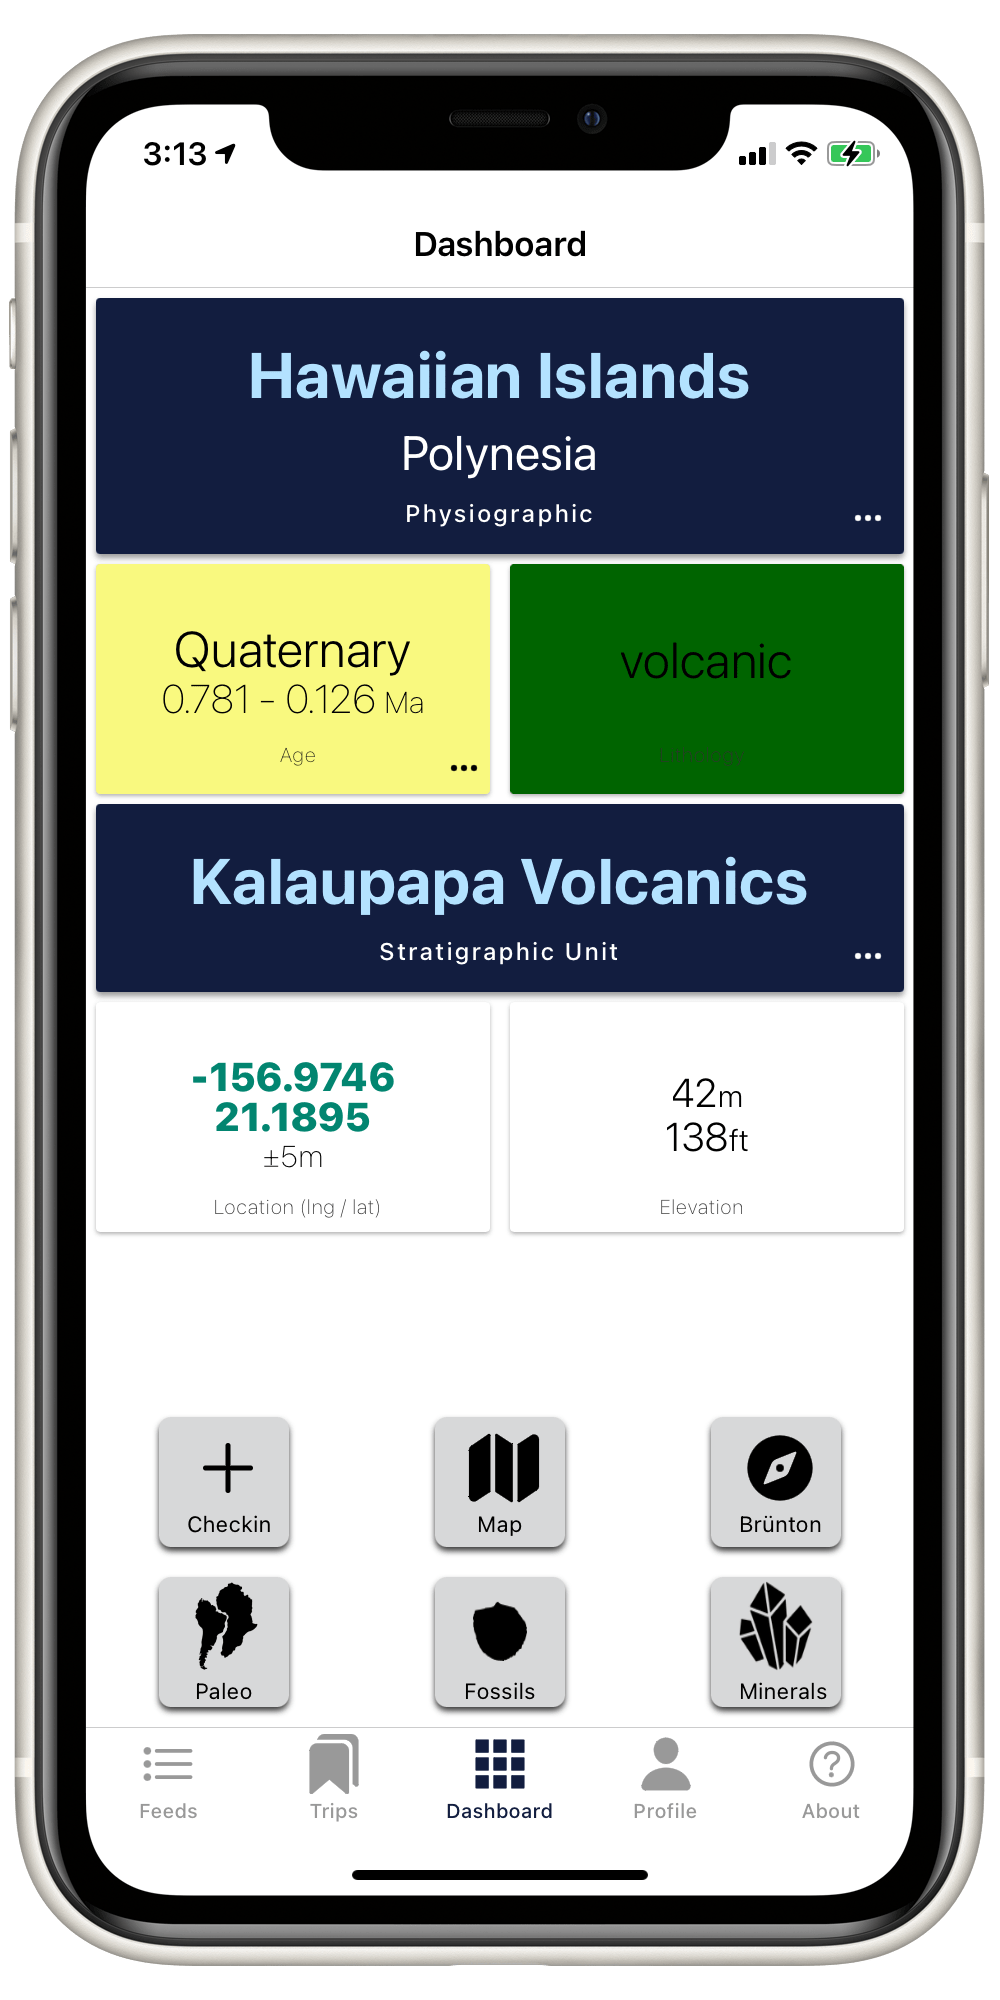 3:13
Dashboard
Hawaiian Islands
Polynesia
Physiographic
Quaternary
0.781 - 0.126 Ma
Age
volcanic
Lithology
Kalaupapa Volcanics
Stratigraphic Unit
-156.9746
21.1895
±5m
Location (lng / lat)
42m
138ft
Elevation
Checkin
Map
Brünton
Paleo
Fossils
Minerals
Feeds
Trips
Dashboard
Profile
About